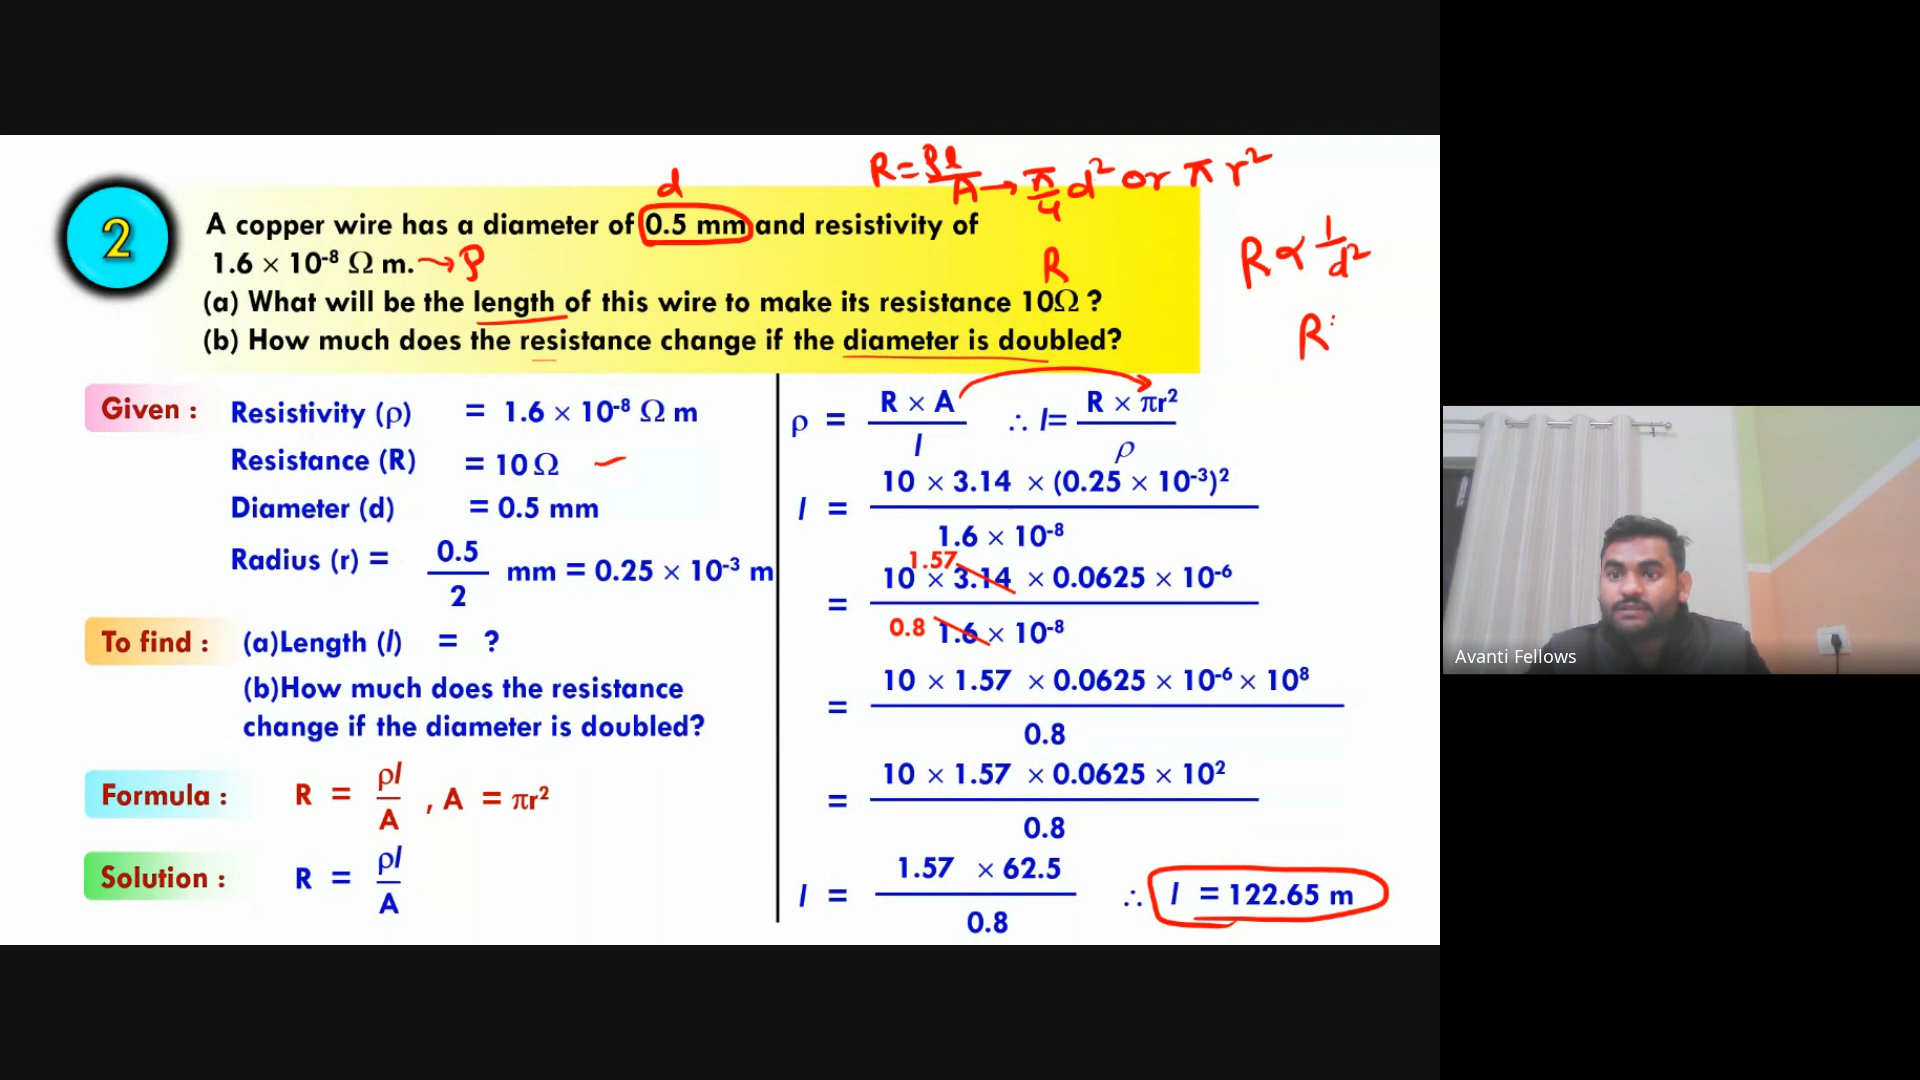 R = ρl/A → π/4 d² or π r²
d
2
A copper wire has a diameter of 0.5 mm and resistivity of
1.6 × 10⁻⁸ Ω m. → ρ
R
R ∝ 1/d²
(a) What will be the length of this wire to make its resistance 10Ω ?
(b) How much does the resistance change if the diameter is doubled?
R
Given :
Resistivity (ρ) = 1.6 × 10⁻⁸ Ω m
Resistance (R) = 10 Ω
Diameter (d) = 0.5 mm
Radius (r) = 0.5/2 mm = 0.25 × 10⁻³ m
To find : (a)Length (l) = ?
(b)How much does the resistance
change if the diameter is doubled?
Formula : R = ρl/A , A = πr²
Solution : R = ρl/A
ρ = R × A/l ∴ l= R × πr²/ρ
l = 10 × 3.14 × (0.25 × 10⁻³)²/1.6 × 10⁻⁸
1.57
= 10 × 3.14 × 0.0625 × 10⁻⁶/1.6 × 10⁻⁸
0.8
= 10 × 1.57 × 0.0625 × 10⁻⁶ × 10⁸/0.8
= 10 × 1.57 × 0.0625 × 10²/0.8
l = 1.57 × 62.5/0.8 ∴ l = 122.65 m
Avanti Fellows